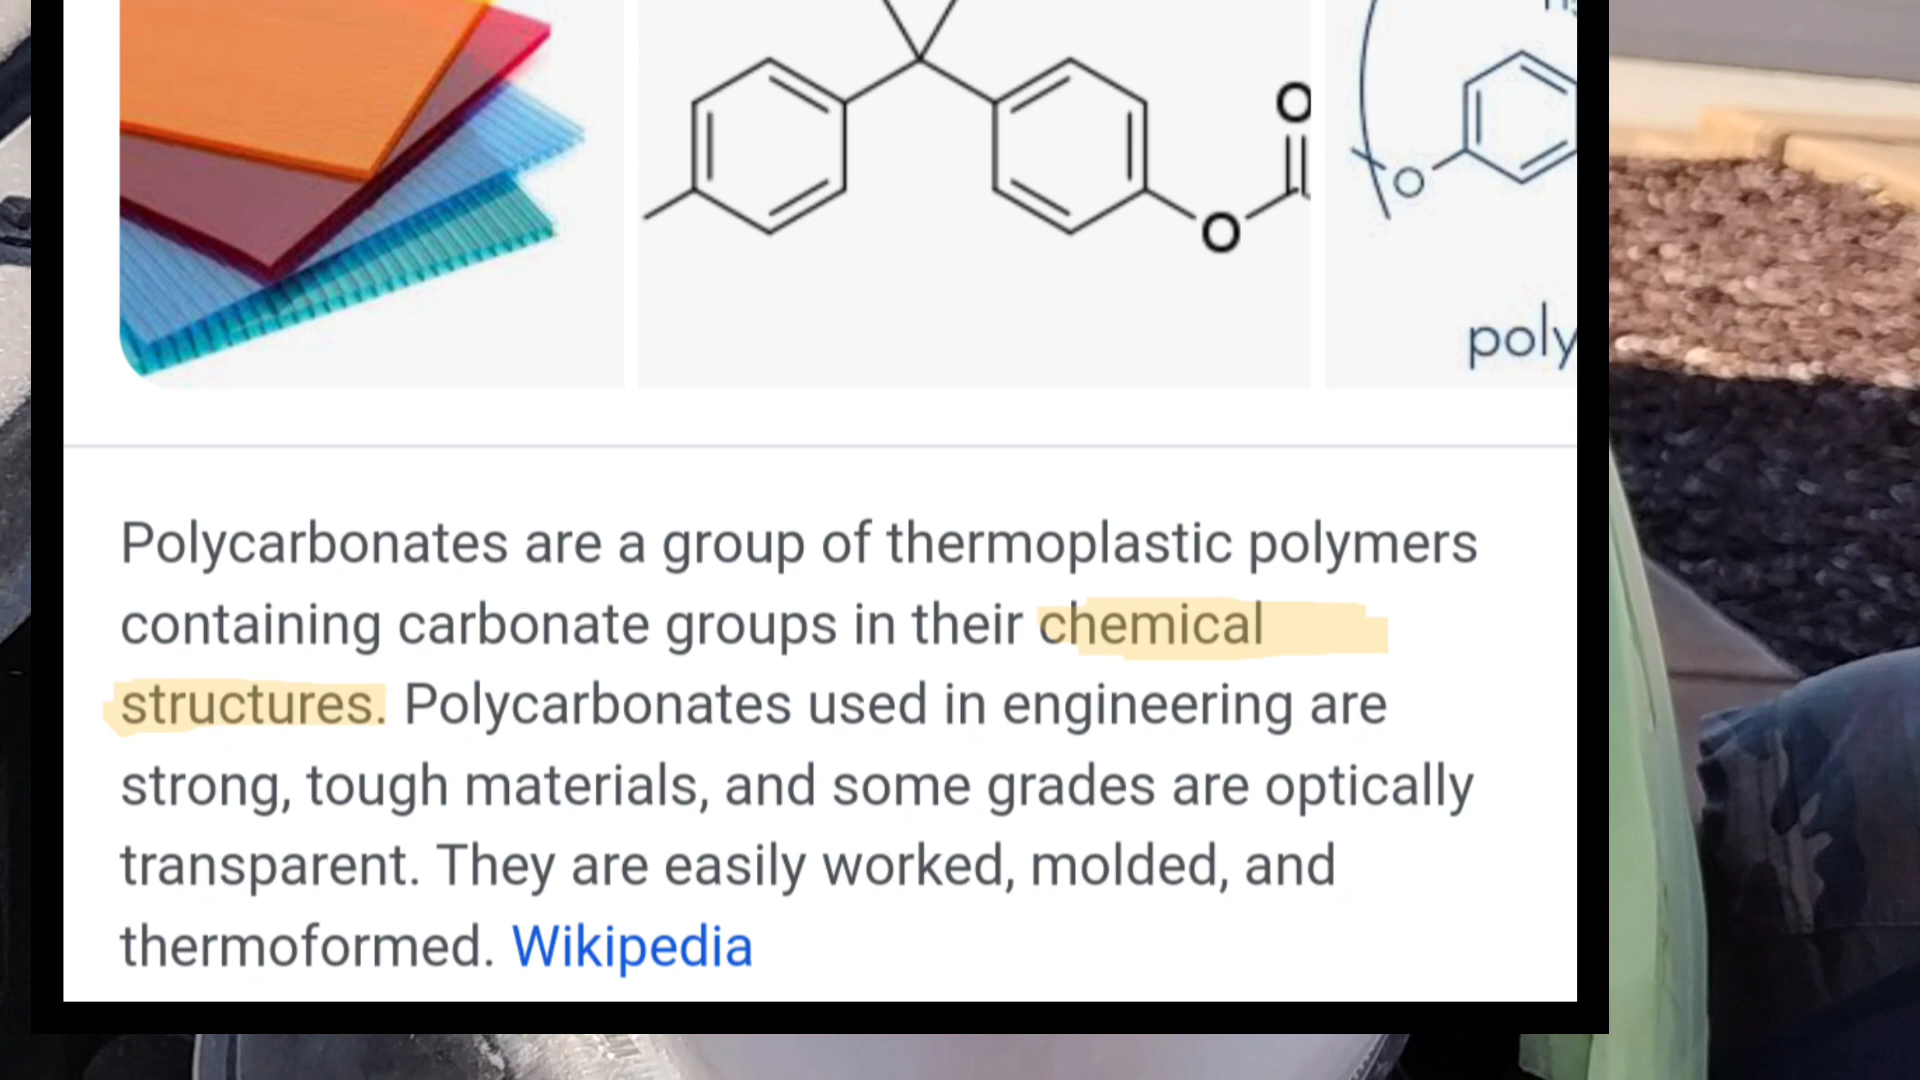 O
O
O
poly
Polycarbonates are a group of thermoplastic polymers
containing carbonate groups in their chemical
structures. Polycarbonates used in engineering are
strong, tough materials, and some grades are optically
transparent. They are easily worked, molded, and
thermoformed. Wikipedia